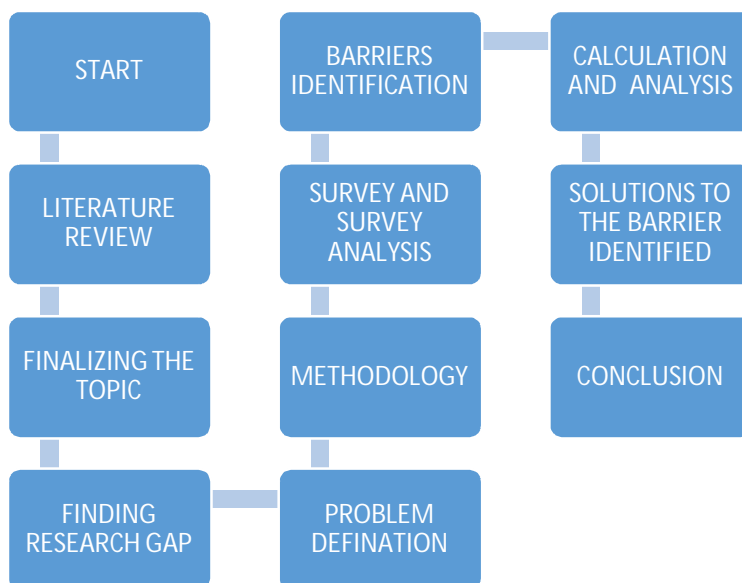 START
LITERATURE
REVIEW
FINALIZING THE
TOPIC
FINDING
RESEARCH GAP
PROBLEM
DEFINATION
METHODOLOGY
SURVEY AND
SURVEY
ANALYSIS
BARRIERS
IDENTIFICATION
CALCULATION
AND ANALYSIS
SOLUTIONS TO
THE BARRIER
IDENTIFIED
CONCLUSION